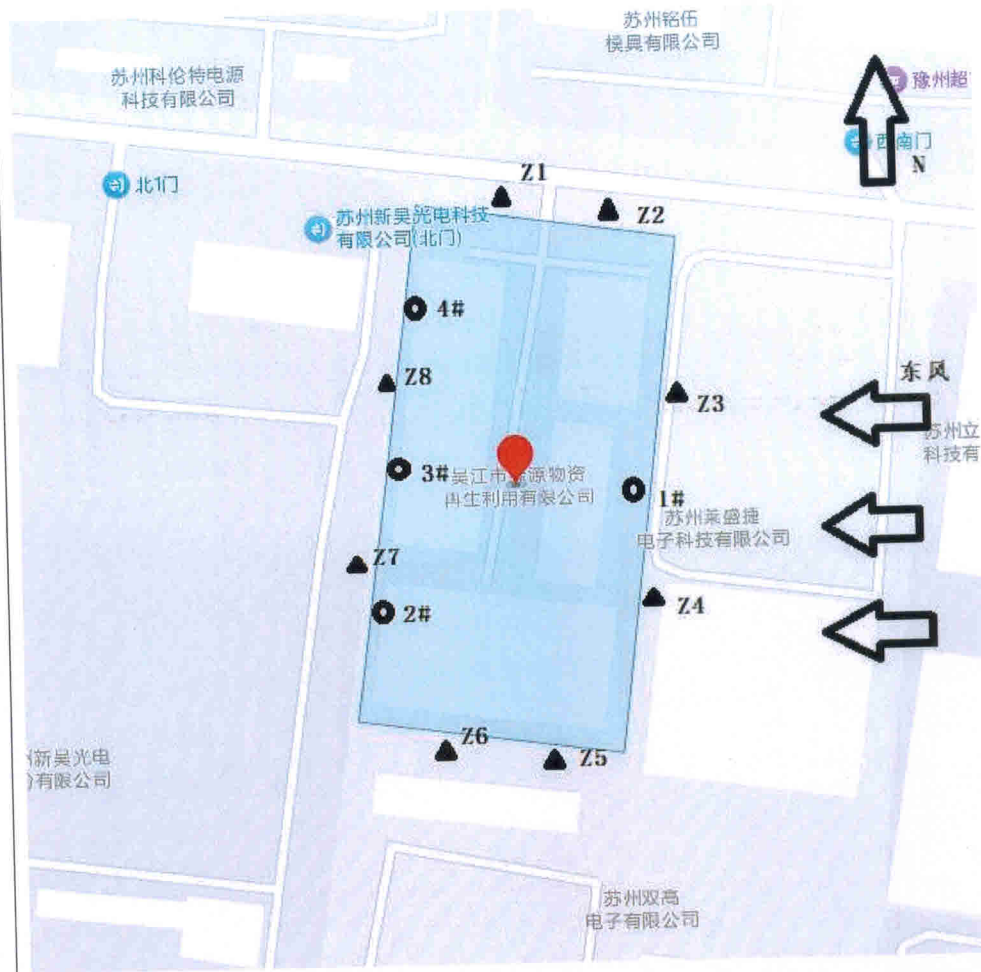 苏州铭伍
模具有限公司
苏州科伦特电源
科技有限公司
豫州超
西南门
N
北1门
Z1
Z2
苏州新吴光电科技
有限公司(北门)
4#
Z8
Z3
东风
苏州立
科技有
3#
吴江市 源物资
再生利用有限公司
1#
苏州莱盛捷
电子科技有限公司
Z7
2#
Z4
Z6
Z5
新吴光电
有限公司
苏州双高
电子有限公司